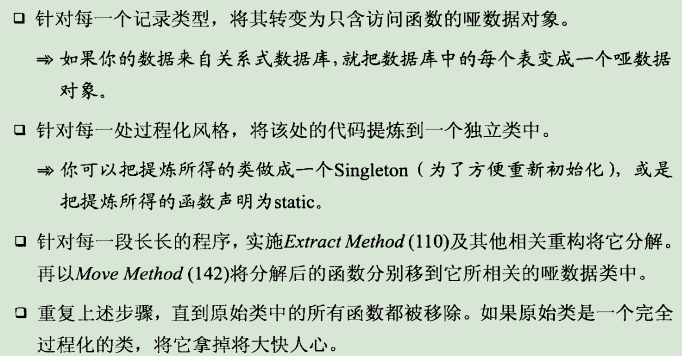 ❑ 针对每一个记录类型，将其转变为只含访问函数的哑数据对象。
⇒ 如果你的数据来自关系式数据库,就把数据库中的每个表变成一个哑数据
对象。
❑ 针对每一处过程化风格，将该处的代码提炼到一个独立类中。
⇒ 你可以把提炼所得的类做成一个Singleton（为了方便重新初始化），或是
把提炼所得的函数声明为static。
❑ 针对每一段长长的程序，实施Extract Method (110)及其他相关重构将它分解。
再以Move Method (142)将分解后的函数分别移到它所相关的哑数据类中。
❑ 重复上述步骤，直到原始类中的所有函数都被移除。如果原始类是一个完全
过程化的类，将它拿掉将大快人心。